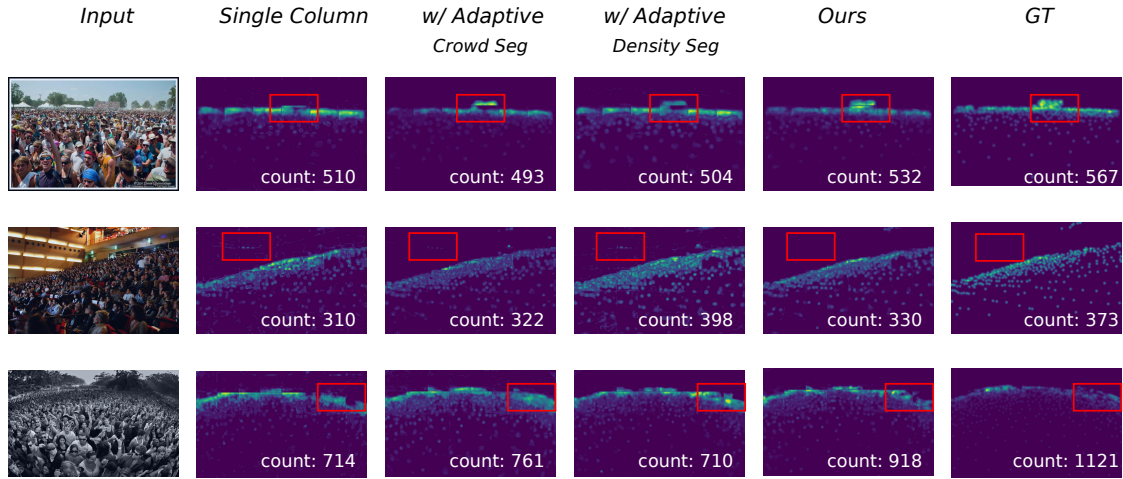 Input Single Column w/ Adaptive w/ Adaptive Ours GT
Crowd Seg Density Seg
count: 510 count: 493 count: 504 count: 532 count: 567
count: 310 count: 322 count: 398 count: 330 count: 373
count: 714 count: 761 count: 710 count: 918 count: 1121